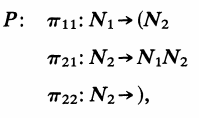 P: π₁₁: N₁ → (N₂
π₂₁: N₂ → N₁N₂
π₂₂: N₂ → ),